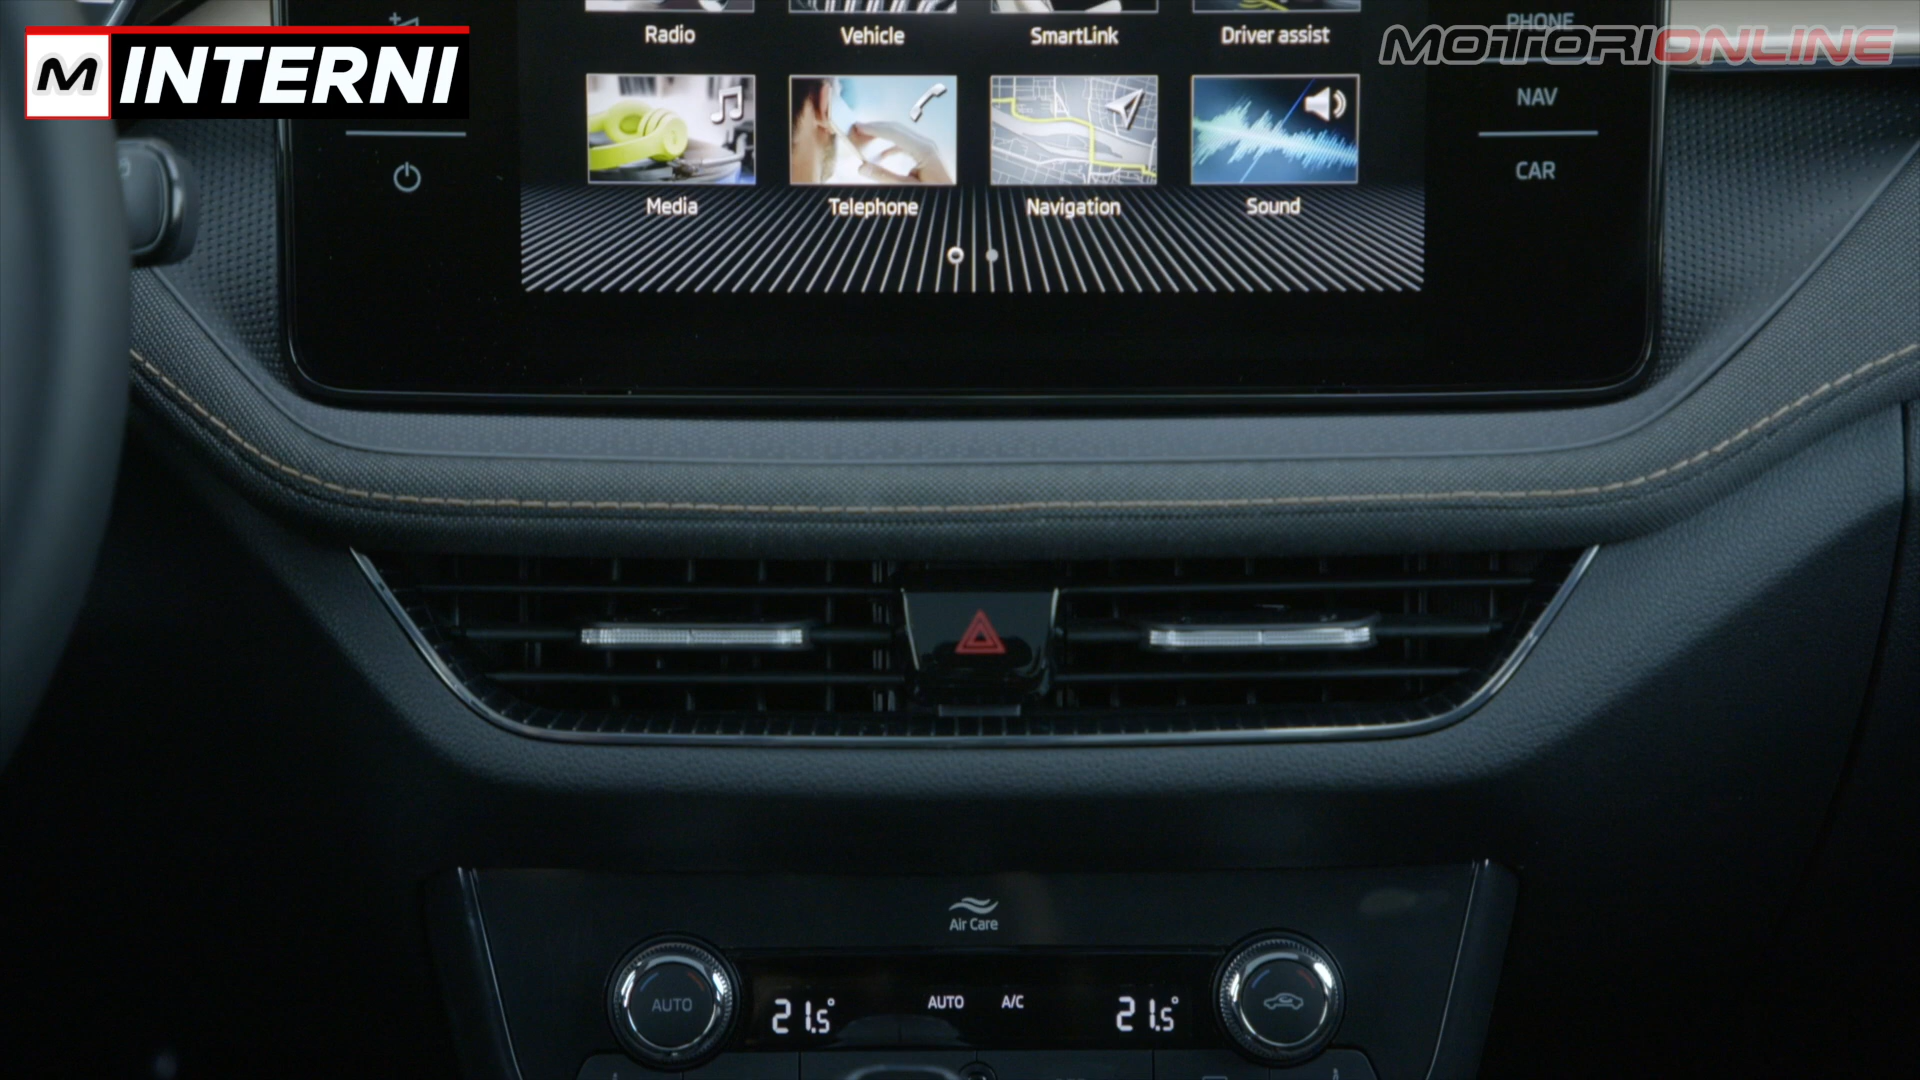 M INTERNI
MOTORIONLINE
Radio
Vehicle
SmartLink
Driver assist
PHONE
NAV
CAR
Media
Telephone
Navigation
Sound
Air Care
AUTO
21.5°
AUTO
A/C
21.5°